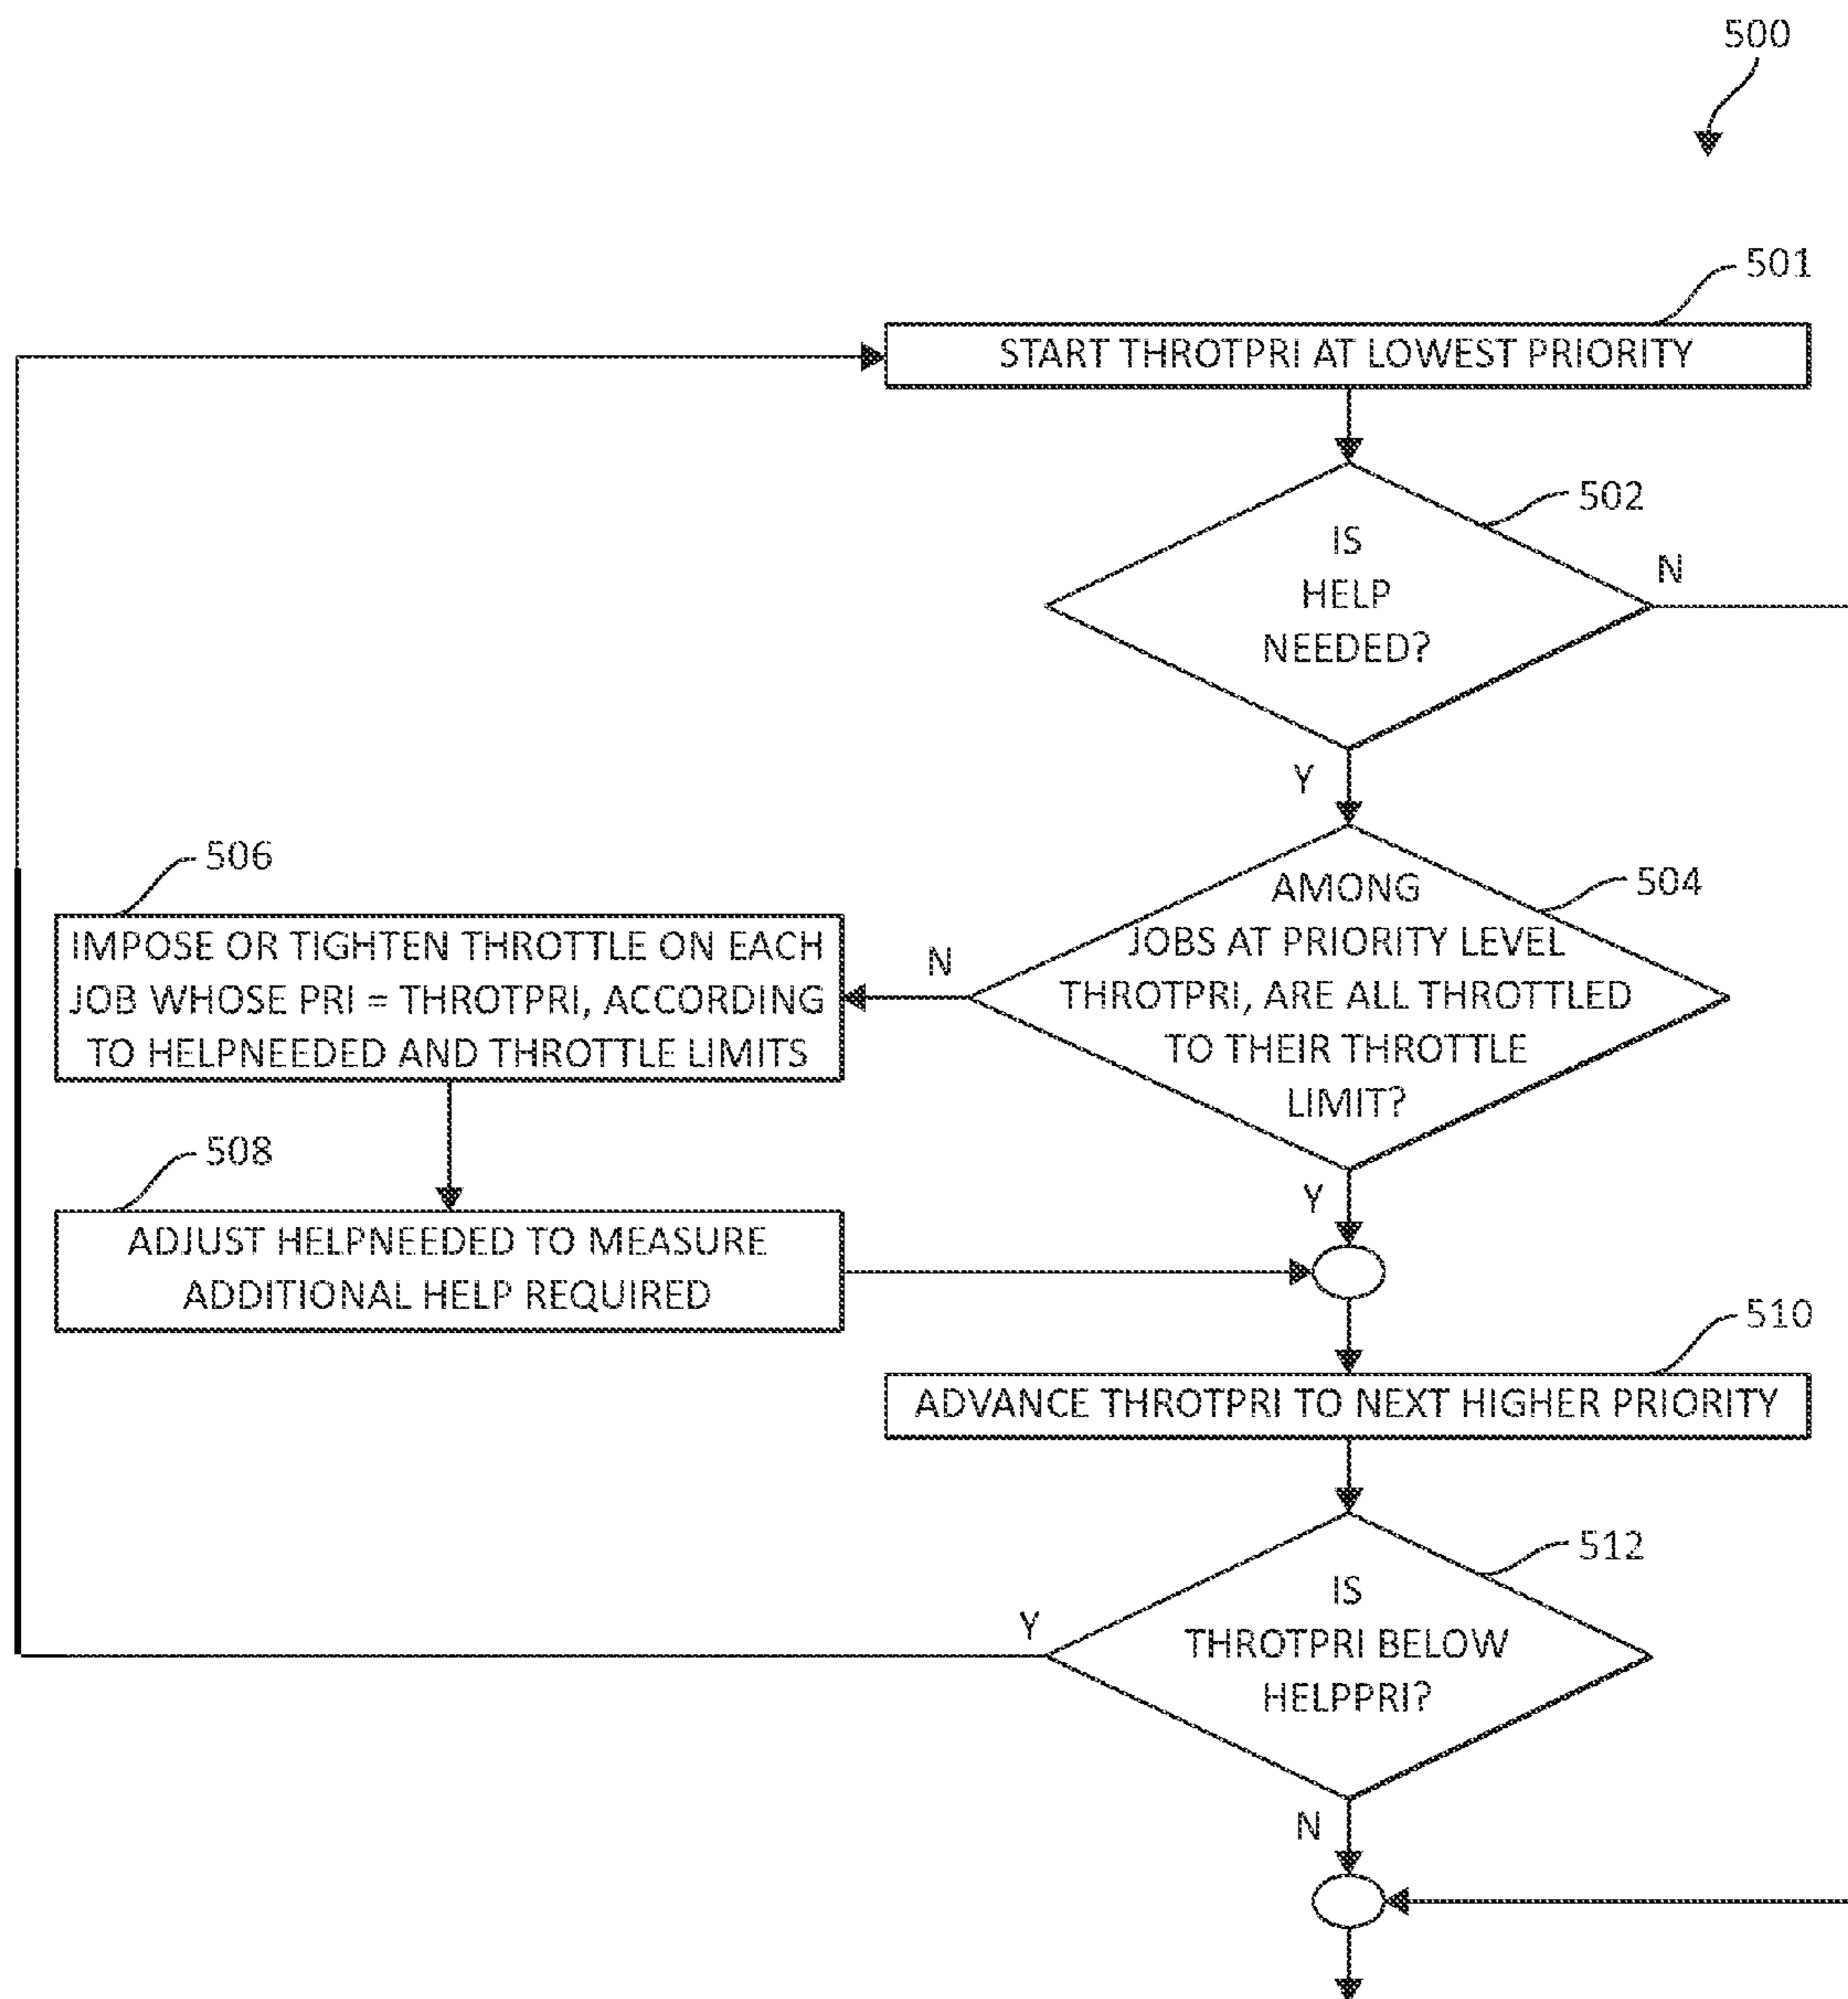 500
501
START THROTPRI AT LOWEST PRIORITY
502
IS
HELP
NEEDED?
N
Y
506
IMPOSE OR TIGHTEN THROTTLE ON EACH
JOB WHOSE PRI = THROTPRI, ACCORDING
TO HELPNEEDED AND THROTTLE LIMITS
N
504
AMONG
JOBS AT PRIORITY LEVEL
THROTPRI, ARE ALL THROTTLED
TO THEIR THROTTLE
LIMIT?
508
ADJUST HELPNEEDED TO MEASURE
ADDITIONAL HELP REQUIRED
Y
510
ADVANCE THROTPRI TO NEXT HIGHER PRIORITY
512
IS
THROTPRI BELOW
HELPPRI?
Y
N